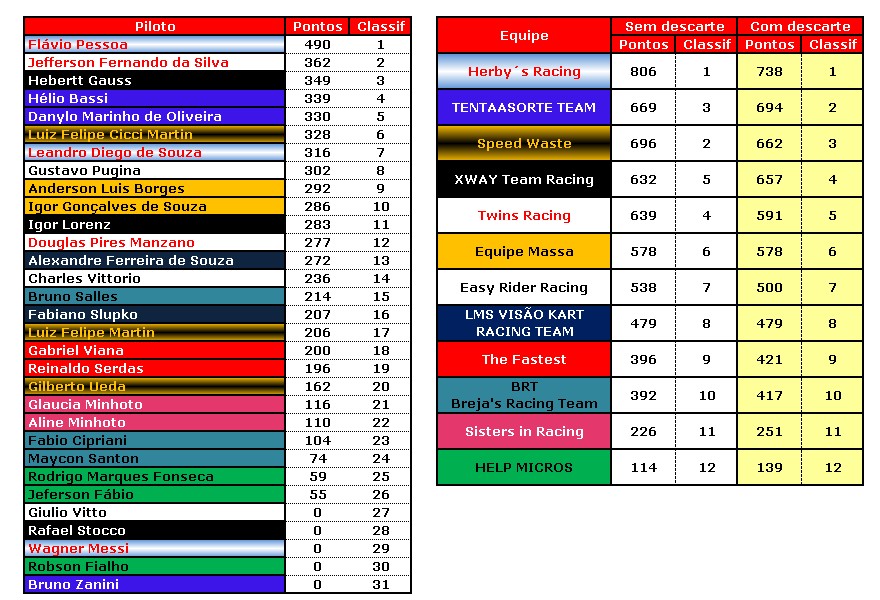 Piloto Pontos Classif
Flávio Pessoa 490 1
Jefferson Fernando da Silva 362 2
Hebertt Gauss 349 3
Hélio Bassi 339 4
Danylo Marinho de Oliveira 330 5
Luiz Felipe Cicci Martin 328 6
Leandro Diego de Souza 316 7
Gustavo Pugina 302 8
Anderson Luis Borges 292 9
Igor Gonçalves de Souza 286 10
Igor Lorenz 283 11
Douglas Pires Manzano 277 12
Alexandre Ferreira de Souza 272 13
Charles Vittorio 236 14
Bruno Salles 214 15
Fabiano Slupko 207 16
Luiz Felipe Martin 206 17
Gabriel Viana 200 18
Reinaldo Serdas 196 19
Gilberto Ueda 162 20
Glaucia Minhoto 116 21
Aline Minhoto 110 22
Fabio Cipriani 104 23
Maycon Santon 74 24
Rodrigo Marques Fonseca 59 25
Jeferson Fábio 55 26
Giulio Vitto 0 27
Rafael Stocco 0 28
Wagner Messi 0 29
Robson Fialho 0 30
Bruno Zanini 0 31
Equipe Sem descarte Com descarte
Pontos Classif Pontos Classif
Herby´s Racing 806 1 738 1
TENTAASORTE TEAM 669 3 694 2
Speed Waste 696 2 662 3
XWAY Team Racing 632 5 657 4
Twins Racing 639 4 591 5
Equipe Massa 578 6 578 6
Easy Rider Racing 538 7 500 7
LMS VISÃO KART
RACING TEAM 479 8 479 8
The Fastest 396 9 421 9
BRT
Breja's Racing Team 392 10 417 10
Sisters in Racing 226 11 251 11
HELP MICROS 114 12 139 12